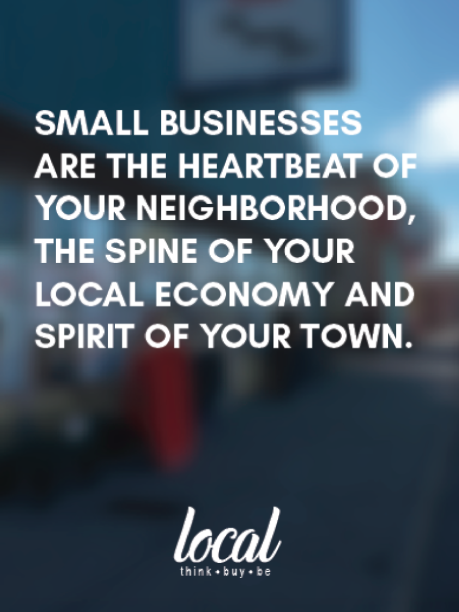 SMALL BUSINESSES
ARE THE HEARTBEAT OF
YOUR NEIGHBORHOOD,
THE SPINE OF YOUR
LOCAL ECONOMY AND
SPIRIT OF YOUR TOWN.
local
think • buy • be